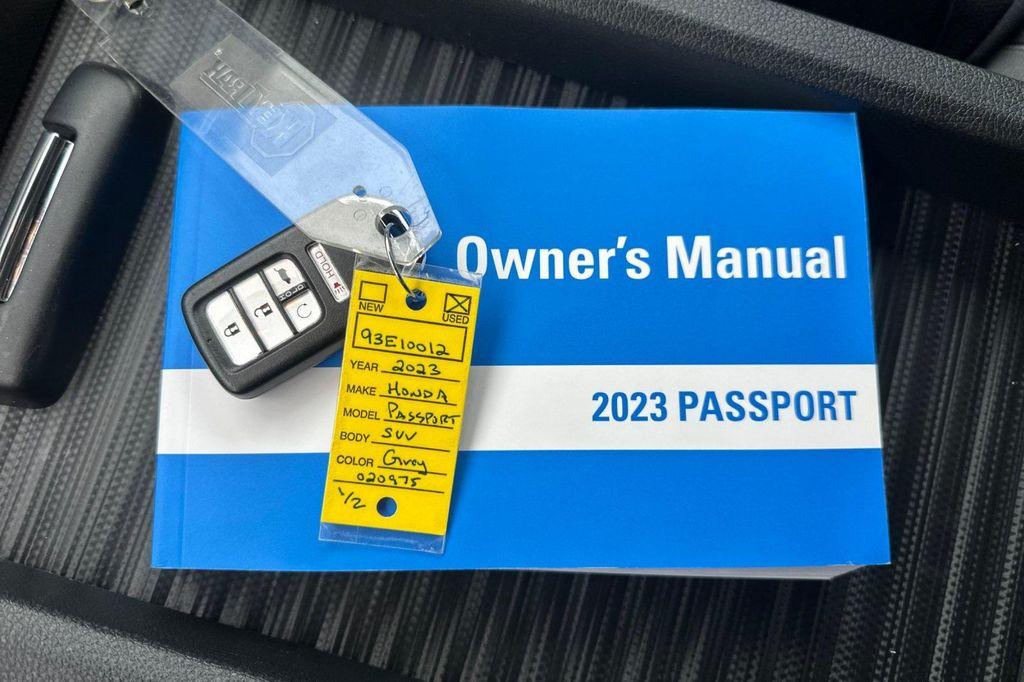 Owner's Manual
2023 PASSPORT
HOLD
HOLD
NEW
USED
93E10012
YEAR 2023
MAKE HONDA
MODEL PASSPORT
BODY SUV
COLOR Grey
020975
1/2